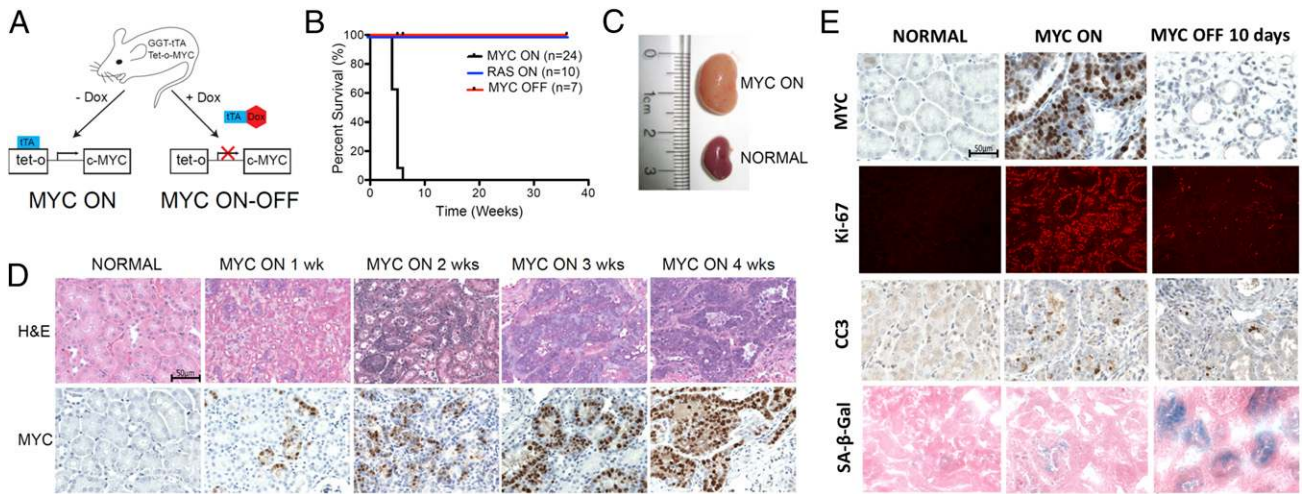 A
GGT-tTA
Tet-o-MYC
- Dox
+ Dox
tTA
Dox
tTA
tet-o
c-MYC
tet-o
c-MYC
MYC ON
MYC ON-OFF
B
Percent Survival (%)
100
80
60
40
20
0
MYC ON (n=24)
RAS ON (n=10)
MYC OFF (n=7)
0
10
20
30
40
Time (Weeks)
C
0
1cm
2
3
MYC ON
NORMAL
D
NORMAL
MYC ON 1 wk
MYC ON 2 wks
MYC ON 3 wks
MYC ON 4 wks
H&E
50µm
MYC
E
NORMAL
MYC ON
MYC OFF 10 days
MYC
50µm
Ki-67
CC3
SA-β-Gal